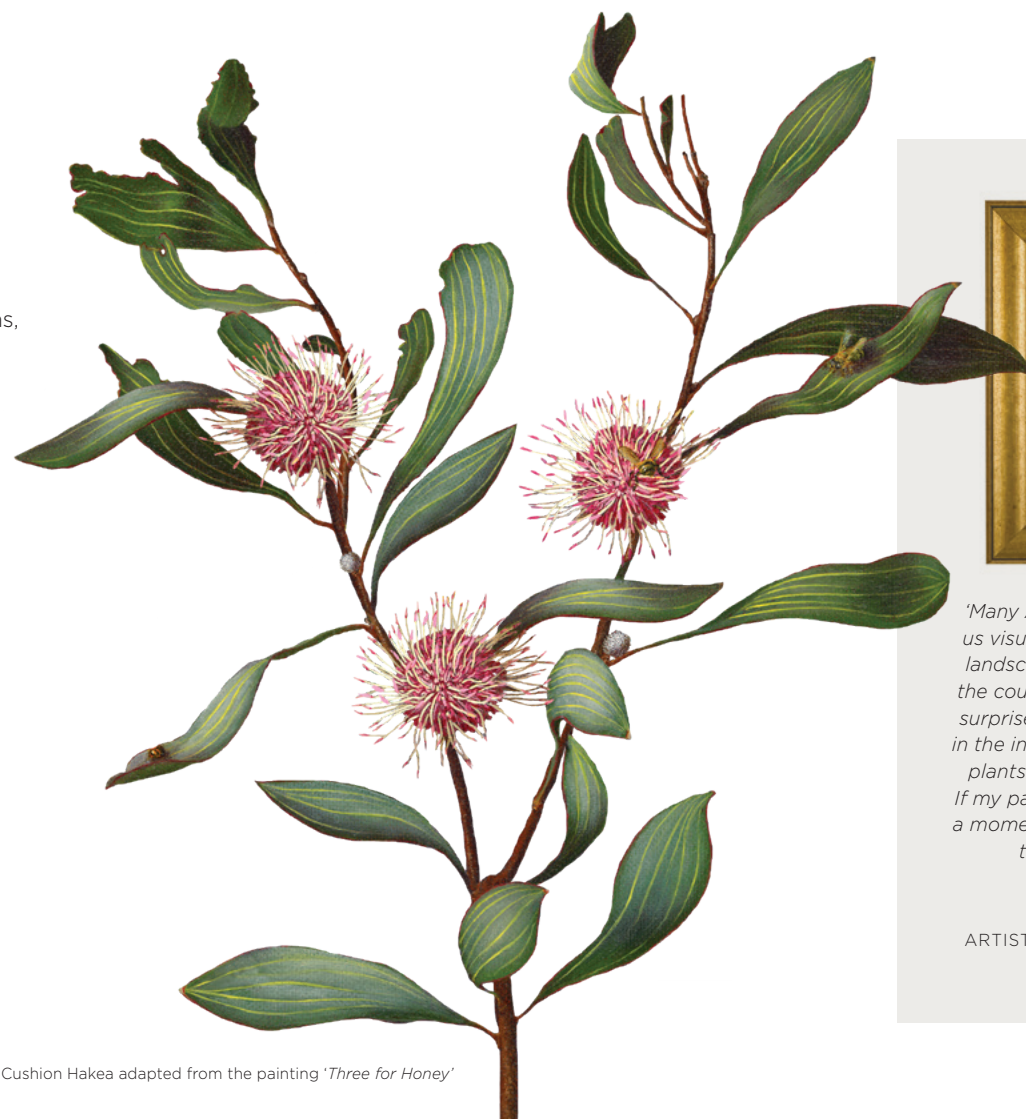 ‘Many
us visu
landsc
the cou
surprise
in the in
plants,
If my pa
a mome
t
ARTIST
Cushion Hakea adapted from the painting ‘Three for Honey’